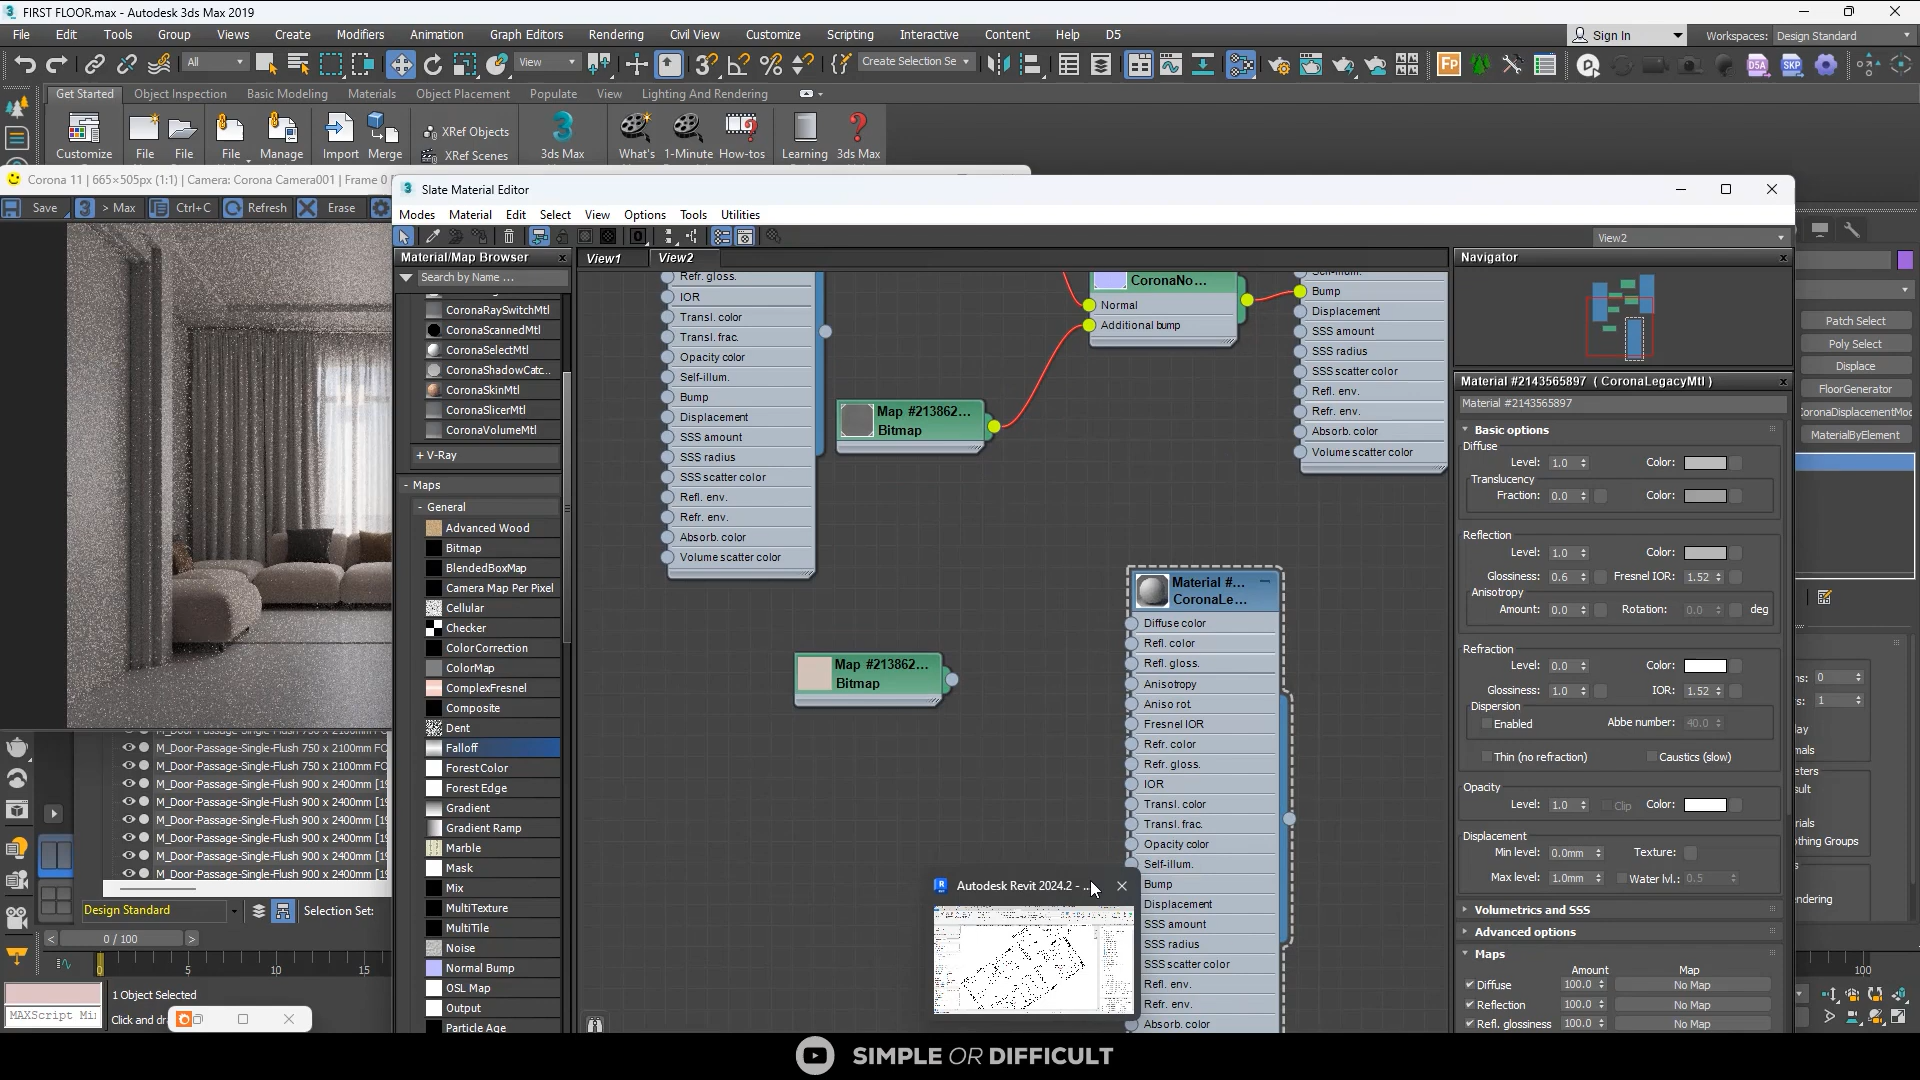 FIRST FLOOR.max - Autodesk 3ds Max 2019
File Edit Tools Group Views Create Modifiers Animation Graph Editors Rendering Civil View Customize Scripting Interactive Content Help D5
Sign In
Workspaces: Design Standard
All
View
Create Selection Se
Get Started Object Inspection Basic Modeling Materials Object Placement Populate View Lighting And Rendering
Customize File File File Manage Import Merge
XRef Objects
XRef Scenes
3ds Max What's 1-Minute How-tos Learning 3ds Max
Corona 11 | 665×505px (1:1) | Camera: Corona Camera001 | Frame 0
Save > Max Ctrl+C Refresh Erase
Slate Material Editor
Modes Material Edit Select View Options Tools Utilities
View2
Material/Map Browser
Search by Name ...
CoronaRaySwitchMtl
CoronaScannedMtl
CoronaSelectMtl
CoronaShadowCatc...
CoronaSkinMtl
CoronaSlicerMtl
CoronaVolumeMtl
+ V-Ray
- Maps
- General
Advanced Wood
Bitmap
BlendedBoxMap
Camera Map Per Pixel
Cellular
Checker
ColorCorrection
ColorMap
ComplexFresnel
Composite
Dent
Falloff
ForestColor
Forest Edge
Gradient
Gradient Ramp
Marble
Mask
Mix
MultiTexture
MultiTile
Noise
Normal Bump
OSL Map
Output
Particle Age
View1 View2
Refr. gloss.
IOR
Transl. color
Transl. frac.
Opacity color
Self-illum.
Bump
Displacement
SSS amount
SSS radius
SSS scatter color
Refl. env.
Refr. env.
Absorb. color
Volume scatter color
Map #213862...
Bitmap
Map #213862...
Bitmap
CoronaNo...
Normal
Additional bump
Self-illum.
Bump
Displacement
SSS amount
SSS radius
SSS scatter color
Refl. env.
Refr. env.
Absorb. color
Volume scatter color
Material #...
CoronaLe...
Diffuse color
Refl. color
Refl. gloss.
Anisotropy
Aniso rot.
Fresnel IOR
Refr. color
Refr. gloss.
IOR
Transl. color
Transl. frac.
Opacity color
Self-illum.
Bump
Displacement
SSS amount
SSS radius
SSS scatter color
Refl. env.
Refr. env.
Absorb. color
Autodesk Revit 2024.2 - ...
Navigator
Material #2143565897 ( CoronaLegacyMtl )
Material #2143565897
Basic options
Diffuse
Level: 1.0 Color:
Translucency
Fraction: 0.0 Color:
Reflection
Level: 1.0 Color:
Glossiness: 0.6 Fresnel IOR: 1.52
Anisotropy
Amount: 0.0 Rotation: 0.0 deg
Refraction
Level: 0.0 Color:
Glossiness: 1.0 IOR: 1.52
Dispersion
Enabled Abbe number: 40.0
Thin (no refraction) Caustics (slow)
Opacity
Level: 1.0 Clip Color:
Displacement
Min level: 0.0mm Texture:
Max level: 1.0mm Water lvl.: 0.5
Volumetrics and SSS
Advanced options
Maps
Amount Map
Diffuse 100.0 No Map
Reflection 100.0 No Map
Refl. glossiness 100.0 No Map
Patch Select
Poly Select
Displace
FloorGenerator
CoronaDisplacementMod
MaterialByElement
0
1
M_Door-Passage-Single-Flush 750 x 2100mm FC
M_Door-Passage-Single-Flush 750 x 2100mm FC
M_Door-Passage-Single-Flush 900 x 2400mm [19
M_Door-Passage-Single-Flush 900 x 2400mm [19
M_Door-Passage-Single-Flush 900 x 2400mm [19
M_Door-Passage-Single-Flush 900 x 2400mm [19
M_Door-Passage-Single-Flush 900 x 2400mm [19
M_Door-Passage-Single-Flush 900 x 2400mm [19
Design Standard
Selection Set:
0 / 100
0 5 10 15 100
1 Object Selected
MAXScript Mi
Click and dr
SIMPLE OR DIFFICULT